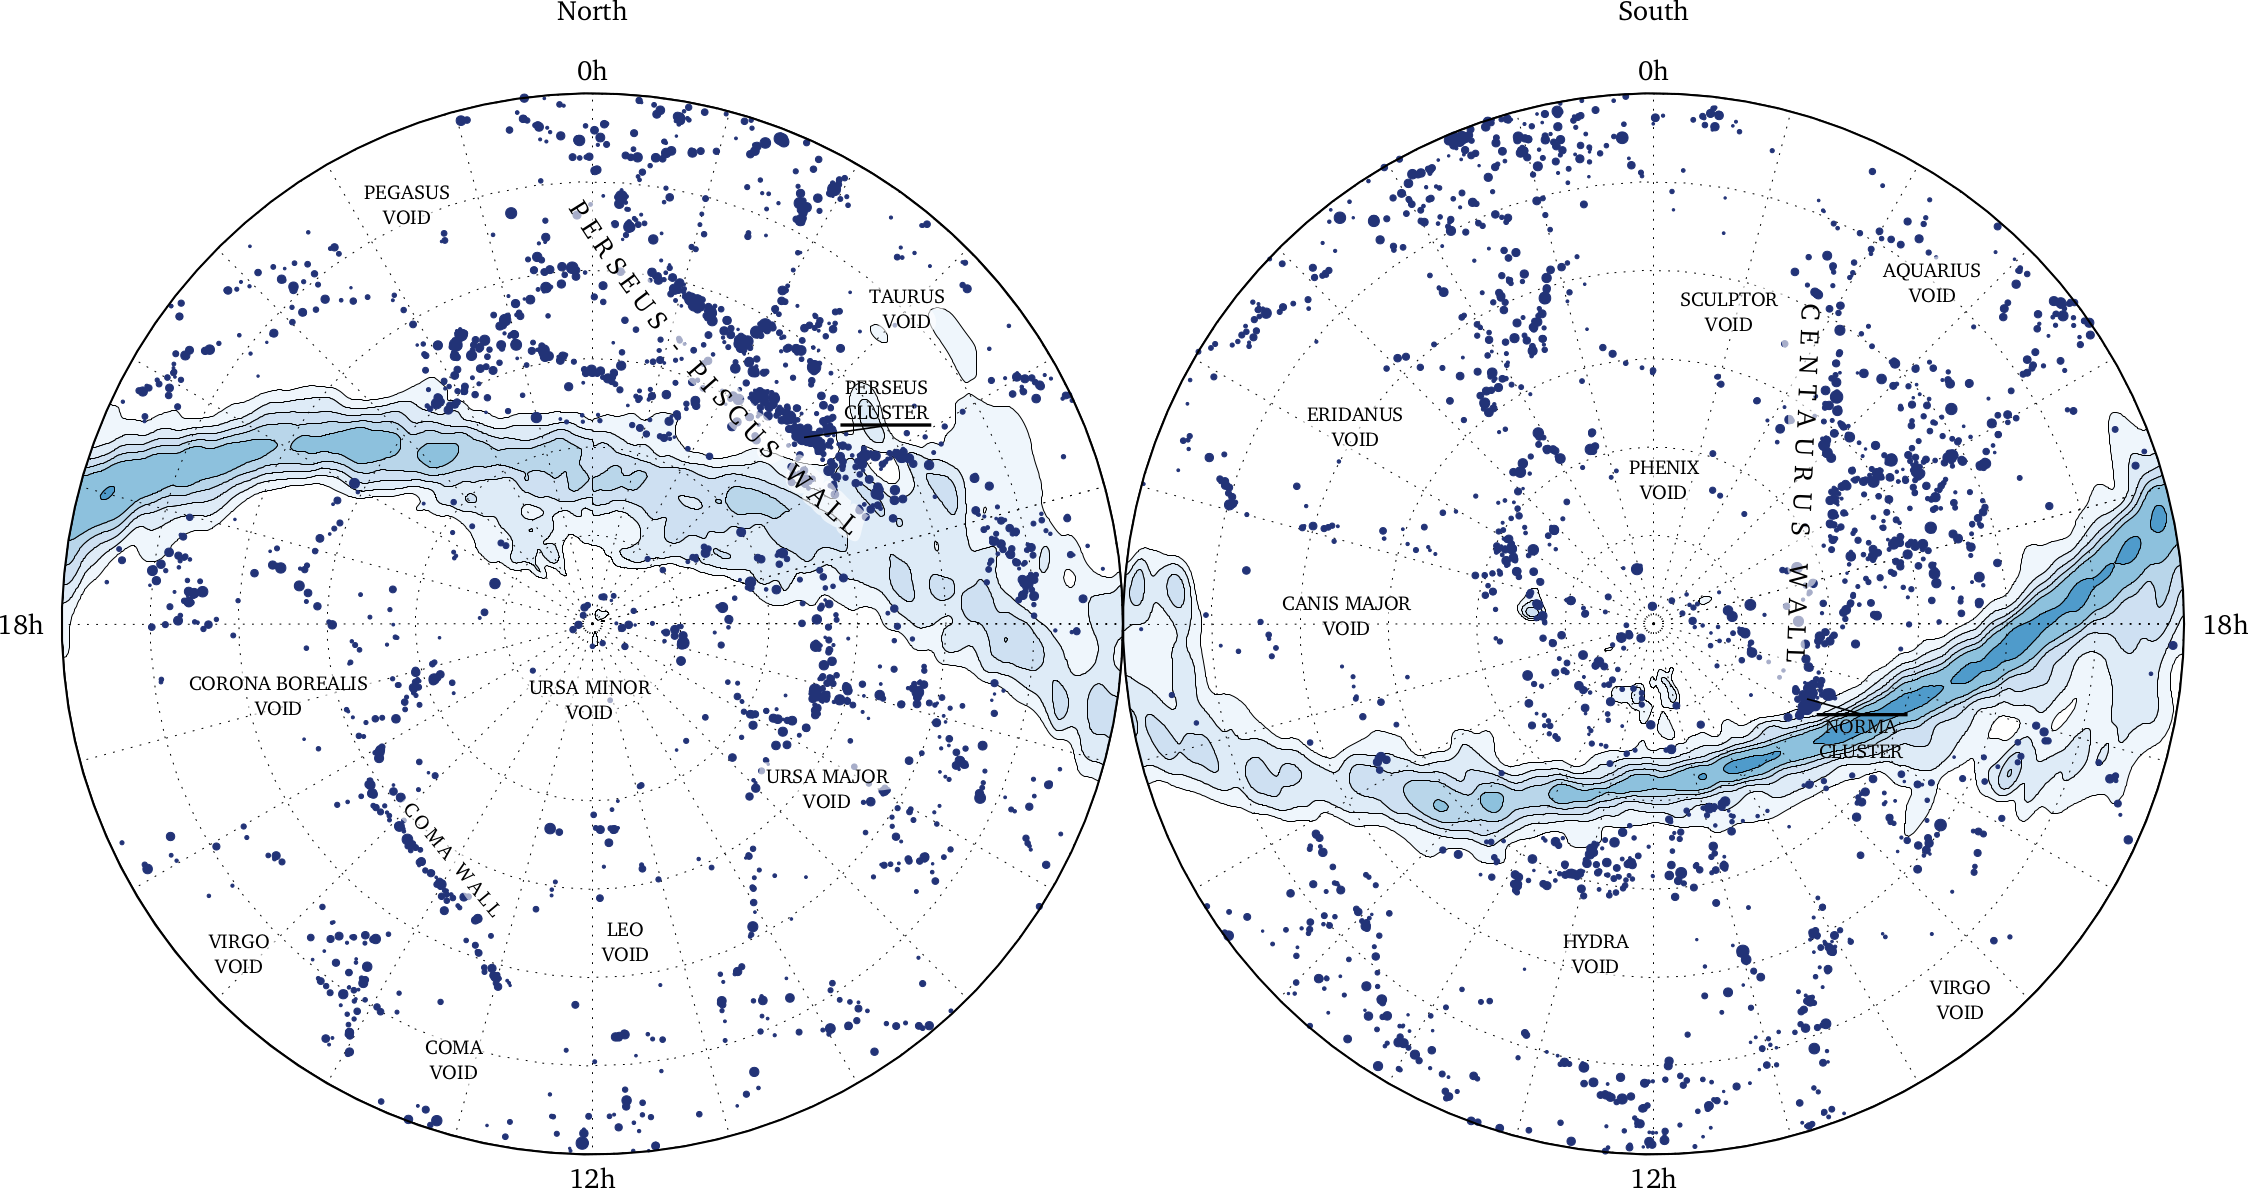 North
South
0h
0h
PEGASUS
VOID
PERSEUS - PISCUS WALL
TAURUS
VOID
PERSEUS
CLUSTER
18h
CORONA BOREALIS
VOID
URSA MINOR
VOID
URSA MAJOR
VOID
COMA WALL
VIRGO
VOID
LEO
VOID
COMA
VOID
12h
AQUARIUS
VOID
SCULPTOR
VOID
CENTAURUS WALL
ERIDANUS
VOID
PHENIX
VOID
CANIS MAJOR
VOID
18h
NORMA
CLUSTER
HYDRA
VOID
VIRGO
VOID
12h